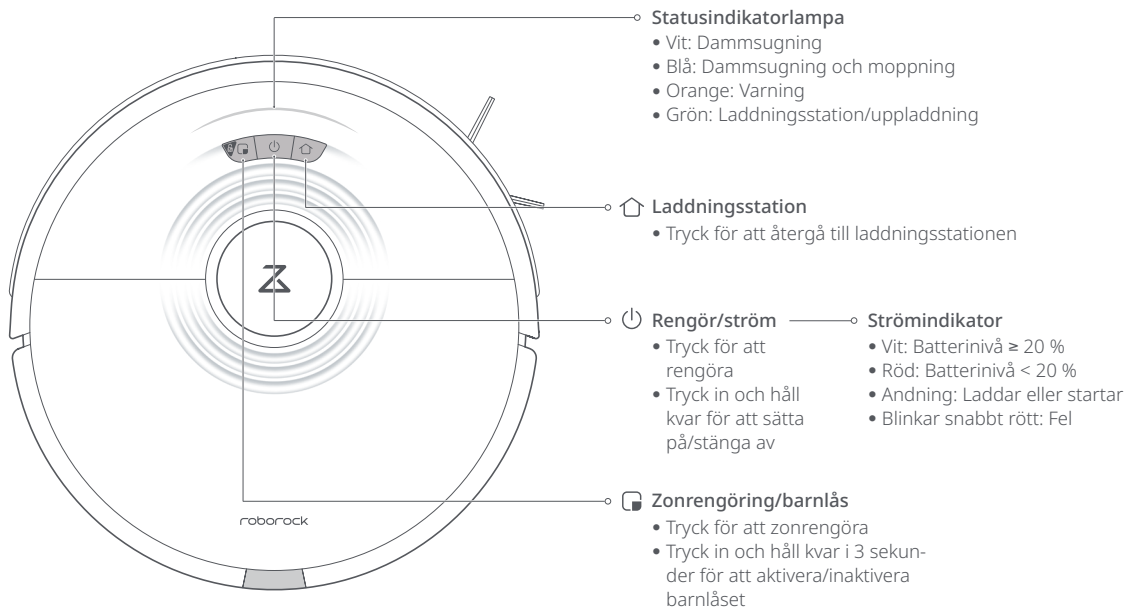 Statusindikatorlampa
• Vit: Dammsugning
• Blå: Dammsugning och moppning
• Orange: Varning
• Grön: Laddningsstation/uppladdning
Laddningsstation
• Tryck för att återgå till laddningsstationen
Rengör/ström
• Tryck för att
rengöra
• Tryck in och håll
kvar för att sätta
på/stänga av
Strömindikator
• Vit: Batterinivå ≥ 20 %
• Röd: Batterinivå < 20 %
• Andning: Laddar eller startar
• Blinkar snabbt rött: Fel
Zonrengöring/barnlås
• Tryck för att zonrengöra
• Tryck in och håll kvar i 3 sekun-
der för att aktivera/inaktivera
barnlåset
roborock